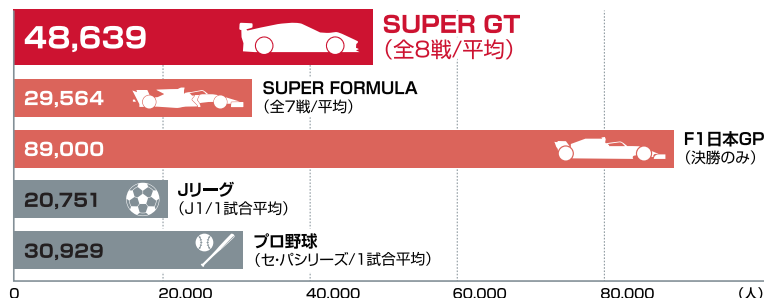 48,639
SUPER GT
（全8戦/平均）
29,564
SUPER FORMULA
（全7戦/平均）
89,000
F1日本GP
（決勝のみ）
20,751
Jリーグ
（J1/1試合平均）
30,929
プロ野球
（セ・パシリーズ/1試合平均）
0 20,000 40,000 60,000 80,000 （人）